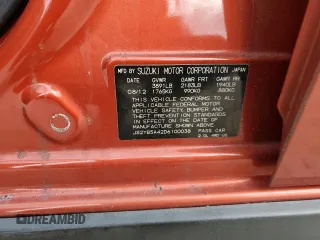 MFD BY SUZUKI MOTOR CORPORATION JAPAN
DATE GVWR GAWR FR GAWR RR
3891LB 2183LB 1940LB
08/12 1765KG 990KG 880KG
THIS VEHICLE CONFORMS TO ALL
APPLICABLE FEDERAL MOTOR
VEHICLE SAFETY, BUMPER AND
THEFT PREVENTION STANDARDS
IN EFFECT ON THE DATE OF
MANUFACTURE SHOWN ABOVE.
PASS CAR
DREAMBID